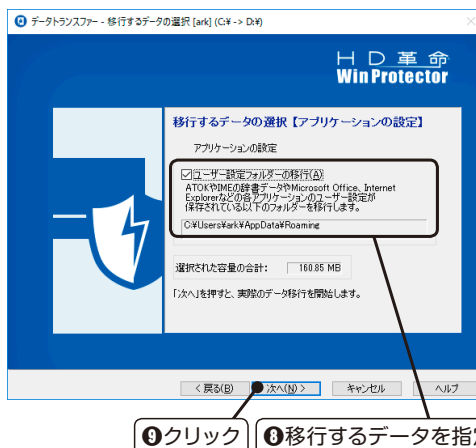 データトランスファー - 移行するデータの選択 [ark] (C:¥ -> D:¥)
HD革命
WinProtector
移行するデータの選択【アプリケーションの設定】
アプリケーションの設定
ユーザー設定フォルダーの移行(A)
ATOKやIMEの辞書データやMicrosoft Office、Internet
Explorerなどの各アプリケーションのユーザー設定が
保存されている以下のフォルダーを移行します。
C:¥Users¥ark¥AppData¥Roaming
選択された容量の合計: 160.85 MB
「次へ」を押すと、実際のデータ移行を開始します。
< 戻る(B) 次へ(N) > キャンセル ヘルプ
❾クリック ❽移行するデータを指